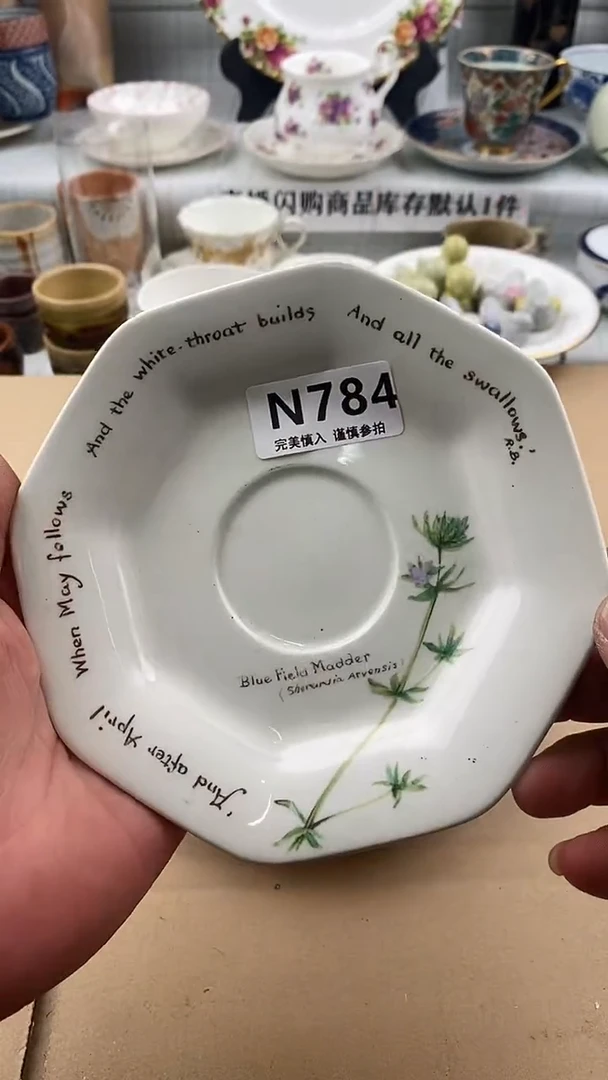 直播闪购商品库存默认1件
N784
完美慎入 谨慎参拍
'And after April
When May follows
And the white-throat builds
And all the swallows.'
R.B.
Blue Field Madder
(Sherardia Arvensis)